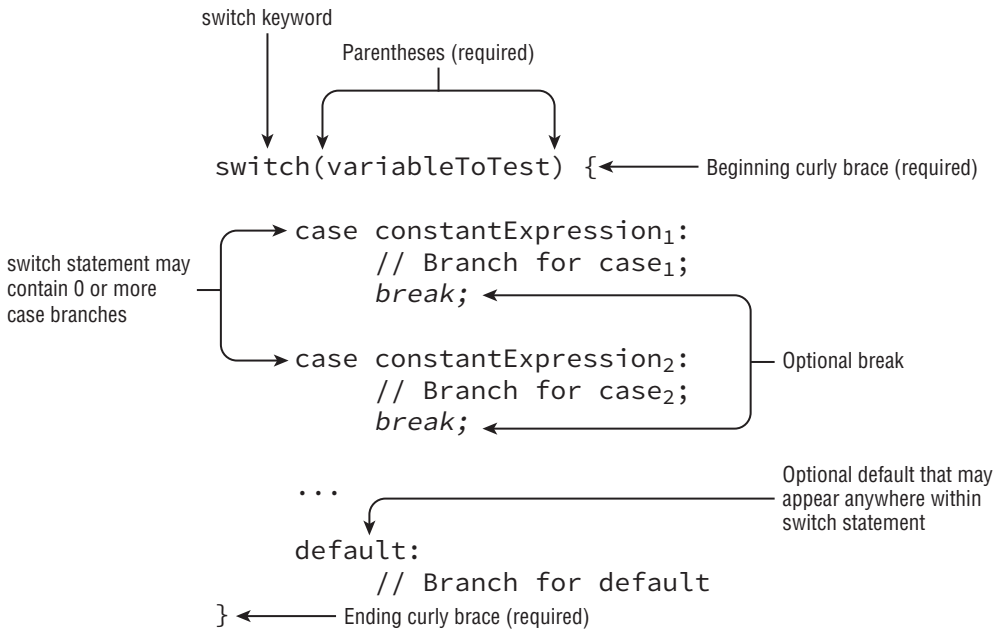 switch keyword
Parentheses (required)
switch(variableToTest) {
Beginning curly brace (required)
case constantExpression₁:
// Branch for case₁;
break;
switch statement may
contain 0 or more
case branches
case constantExpression₂:
// Branch for case₂;
break;
Optional break
...
Optional default that may
appear anywhere within
switch statement
default:
// Branch for default
}
Ending curly brace (required)